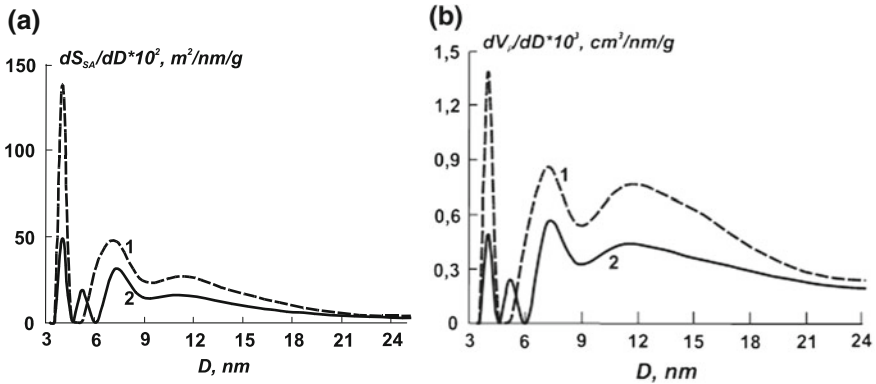 (a)
dS_SA/dD*10², m²/nm/g
150
100
50
0
1
2
3 6 9 12 15 18 21 24
D, nm
(b)
dV_/dD*10³, cm³/nm/g
1,5
1,2
0,9
0,6
0,3
0
1
2
3 6 9 12 15 18 21 24
D, nm